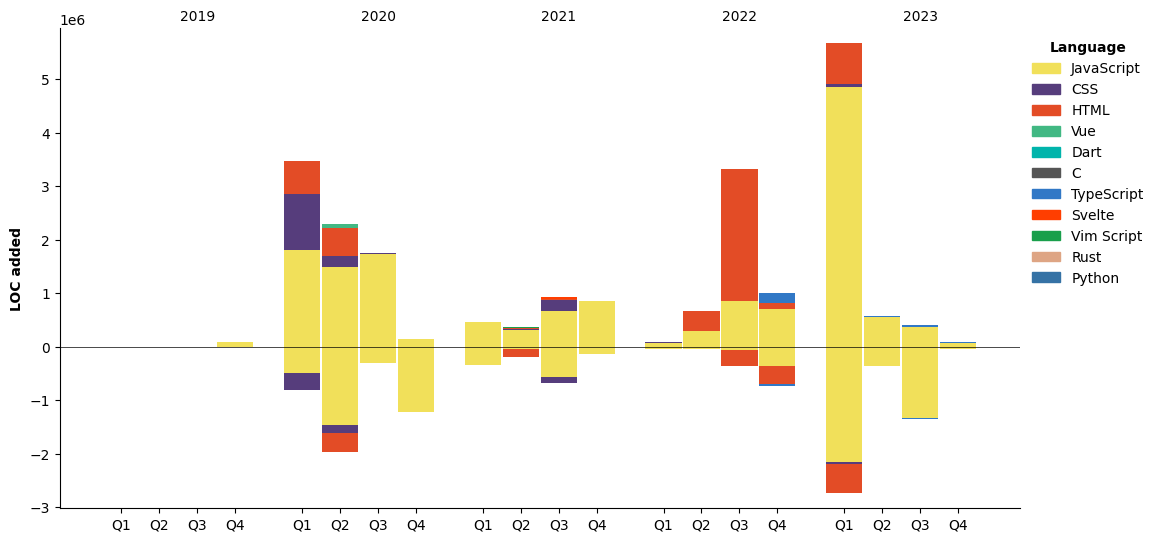 2019 2020 2021 2022 2023
1e6
Language
JavaScript
CSS
HTML
Vue
Dart
C
TypeScript
Svelte
Vim Script
Rust
Python
LOC added
5
4
3
2
1
0
−1
−2
−3
Q1 Q2 Q3 Q4 Q1 Q2 Q3 Q4 Q1 Q2 Q3 Q4 Q1 Q2 Q3 Q4 Q1 Q2 Q3 Q4